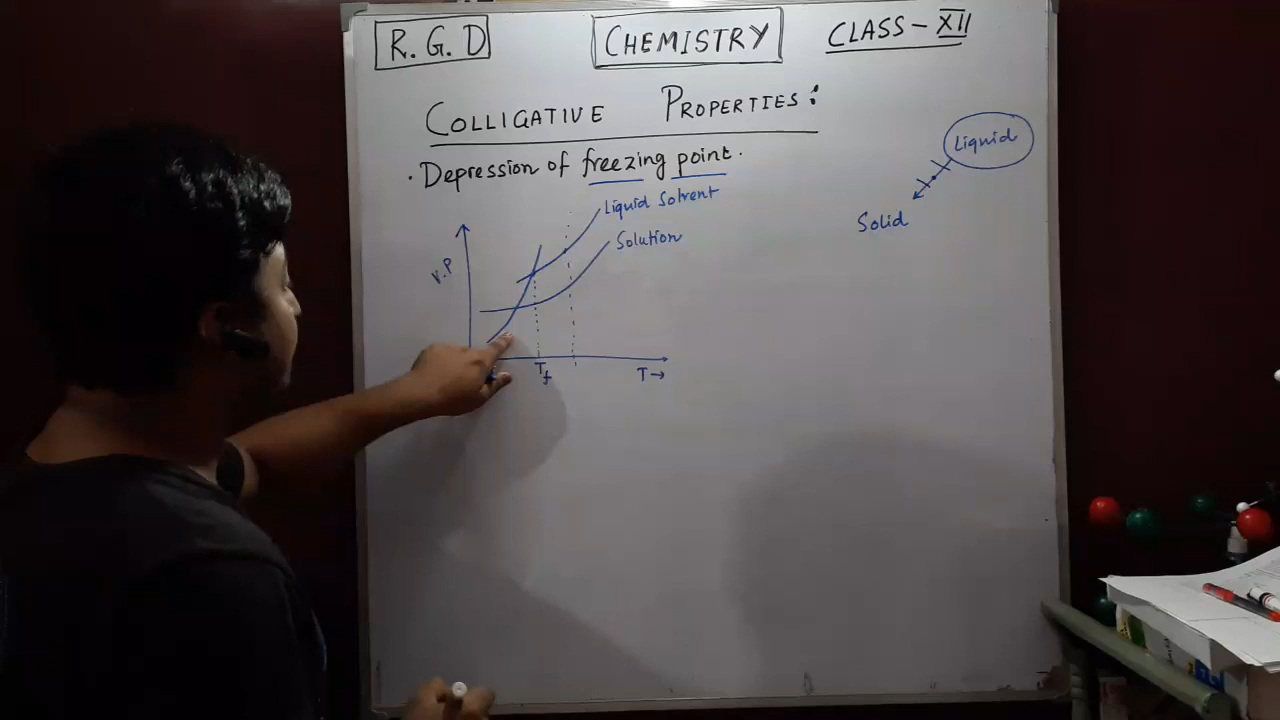 R. G. D CHEMISTRY CLASS – XII
COLLIGATIVE PROPERTIES:
· Depression of freezing point.
Liquid
Solid
Liquid Solvent
Solution
V.P
Tf
T→